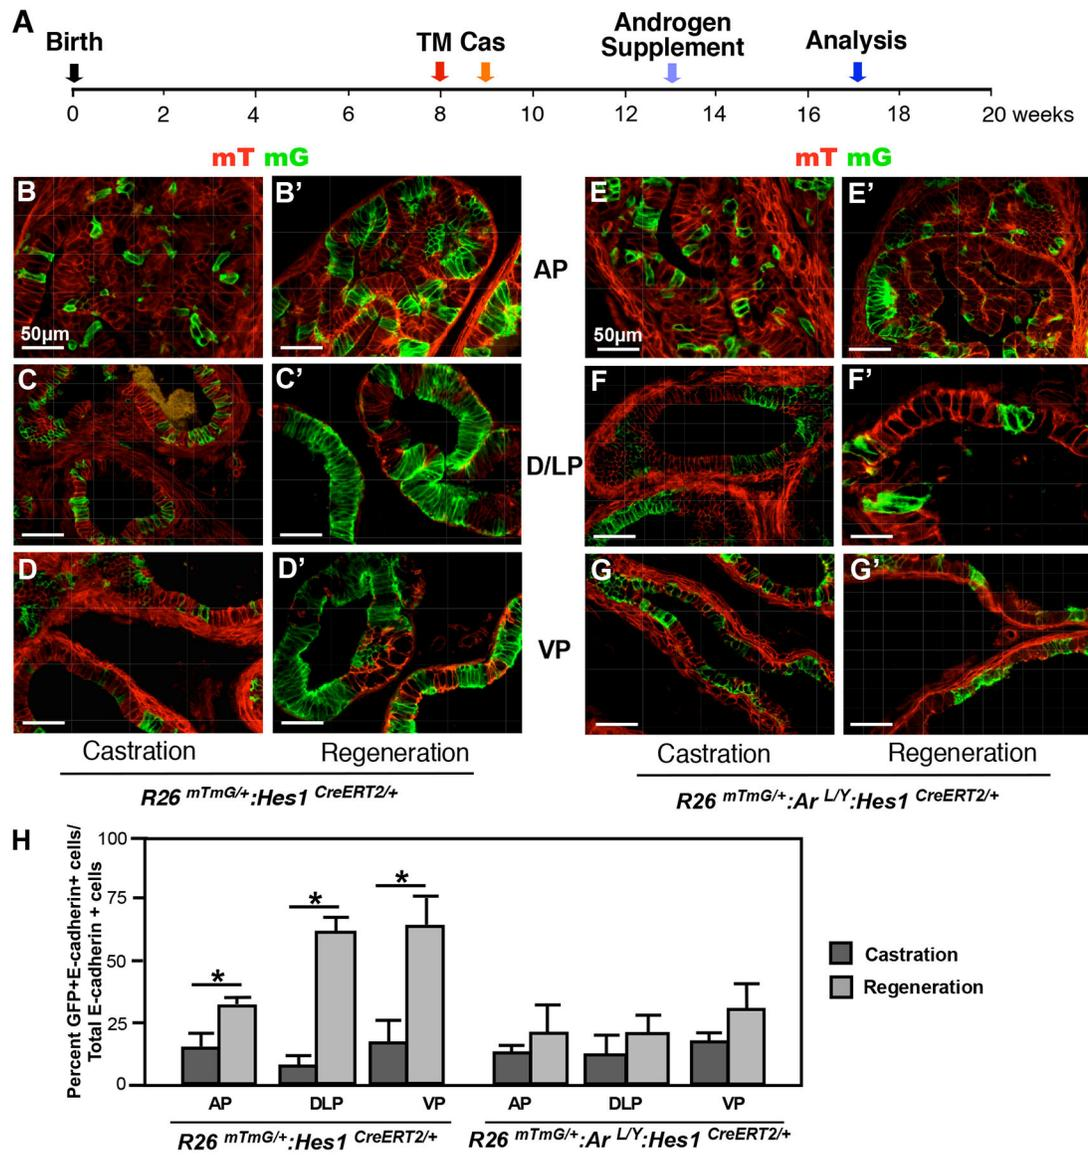 A
Birth
TM Cas
Androgen
Supplement
Analysis
0 2 4 6 8 10 12 14 16 18 20 weeks
mT mG
mT mG
B
50µm
B'
AP
E
50µm
E'
C
C'
D/LP
F
F'
D
D'
VP
G
G'
Castration
Regeneration
Castration
Regeneration
R26 mTmG/+:Hes1 CreERT2/+
R26 mTmG/+:Ar L/Y:Hes1 CreERT2/+
H
Percent GFP+E-cadherin+ cells/
Total E-cadherin + cells
100
75
50
25
0
* * *
AP DLP VP AP DLP VP
R26 mTmG/+:Hes1 CreERT2/+
R26 mTmG/+:Ar L/Y:Hes1 CreERT2/+
Castration
Regeneration